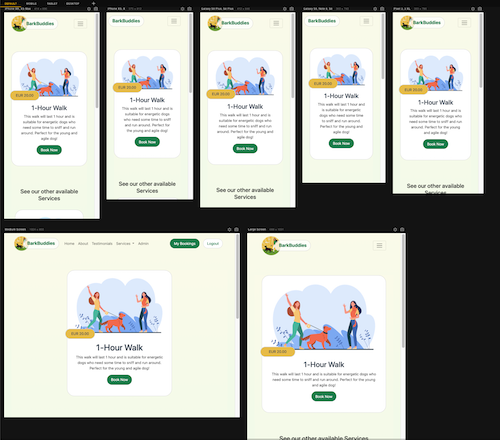 DEFAULT MOBILE TABLET DESKTOP
BarkBuddies
EUR 20.00
1-Hour Walk
This walk will last 1 hour and is
suitable for energetic dogs who
need some time to sniff and run
around. Perfect for the young
and agile dog!
Book Now
See our other available
Services
BarkBuddies
EUR 20.00
1-Hour Walk
This walk will last 1 hour and is
suitable for energetic dogs who
need some time to sniff and run
around. Perfect for the young
and agile dog!
Book Now
See our other available
Services
BarkBuddies
EUR 20.00
1-Hour Walk
This walk will last 1 hour and is
suitable for energetic dogs who
need some time to sniff and run
around. Perfect for the young
and agile dog!
Book Now
See our other available
Services
BarkBuddies
EUR 20.00
1-Hour Walk
This walk will last 1 hour and is
suitable for energetic dogs who
need some time to sniff and run
around. Perfect for the young
and agile dog!
Book Now
See our other available
BarkBuddies
EUR 20.00
1-Hour Walk
This walk will last 1 hour and is
suitable for energetic dogs who
need some time to sniff and run
around. Perfect for the young
and agile dog!
Book Now
See our other available
Services
Medium Screen
BarkBuddies Home About Testimonials Services Admin My Bookings Logout
EUR 20.00
1-Hour Walk
This walk will last 1 hour and is suitable for energetic
dogs who need some time to sniff and run around.
Perfect for the young and agile dog!
Book Now
Large Screen
BarkBuddies
EUR 20.00
1-Hour Walk
This walk will last 1 hour and is suitable for energetic dogs
who need some time to sniff and run around. Perfect for the young
and agile dog!
Book Now
See our other available Services